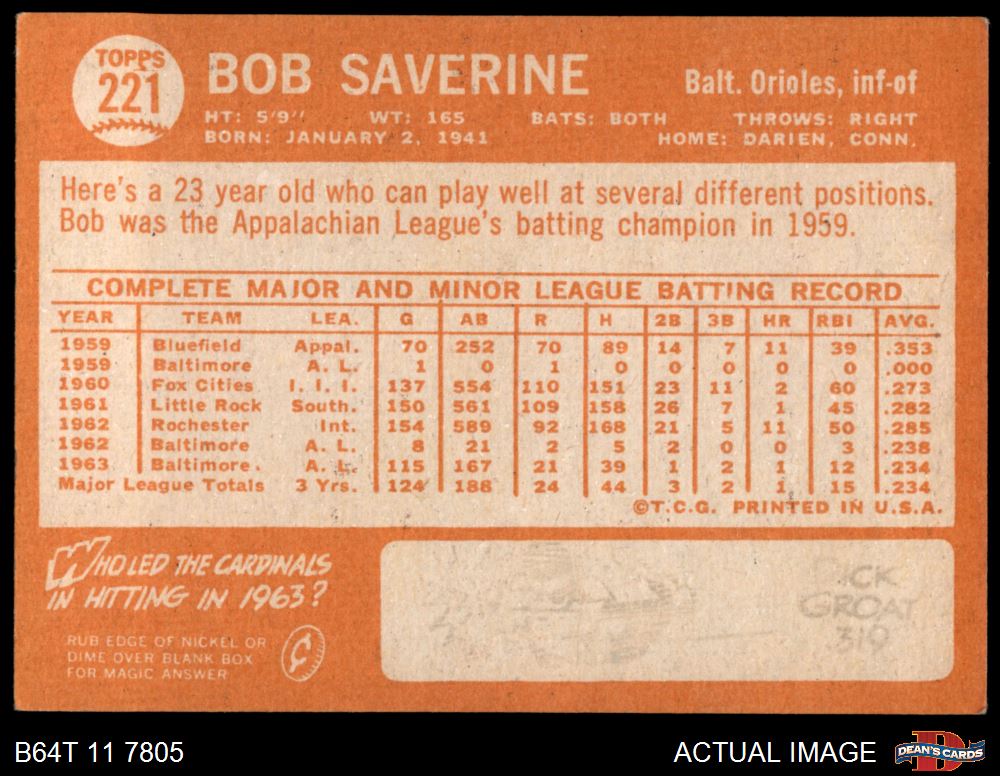 TOPPS
221
BOB SAVERINE
Balt. Orioles, inf-of
HT: 5'9" WT: 165 BATS: BOTH THROWS: RIGHT
BORN: JANUARY 2, 1941 HOME: DARIEN, CONN.
Here's a 23 year old who can play well at several different positions.
Bob was the Appalachian League's batting champion in 1959.
COMPLETE MAJOR AND MINOR LEAGUE BATTING RECORD
YEAR TEAM LEA. G AB R H 2B 3B HR RBI AVG.
1959 Bluefield Appal. 70 252 70 89 14 7 11 39 .353
1959 Baltimore A. L. 1 0 1 0 0 0 0 0 .000
1960 Fox Cities I. I. I. 137 554 110 151 23 11 2 60 .273
1961 Little Rock South. 150 561 109 158 26 7 1 45 .282
1962 Rochester Int. 154 589 92 168 21 5 11 50 .285
1962 Baltimore A. L. 8 21 2 5 2 0 0 3 .238
1963 Baltimore. A. L. 115 167 21 39 1 2 1 12 .234
Major League Totals 3 Yrs. 124 188 24 44 3 2 1 15 .234
©T.C.G. PRINTED IN U.S.A.
WHO LED THE CARDINALS
IN HITTING IN 1963?
RUB EDGE OF NICKEL OR
DIME OVER BLANK BOX
FOR MAGIC ANSWER
¢
DICK
GROAT
.319
B64T 11 7805
ACTUAL IMAGE
D
DEAN'S CARDS